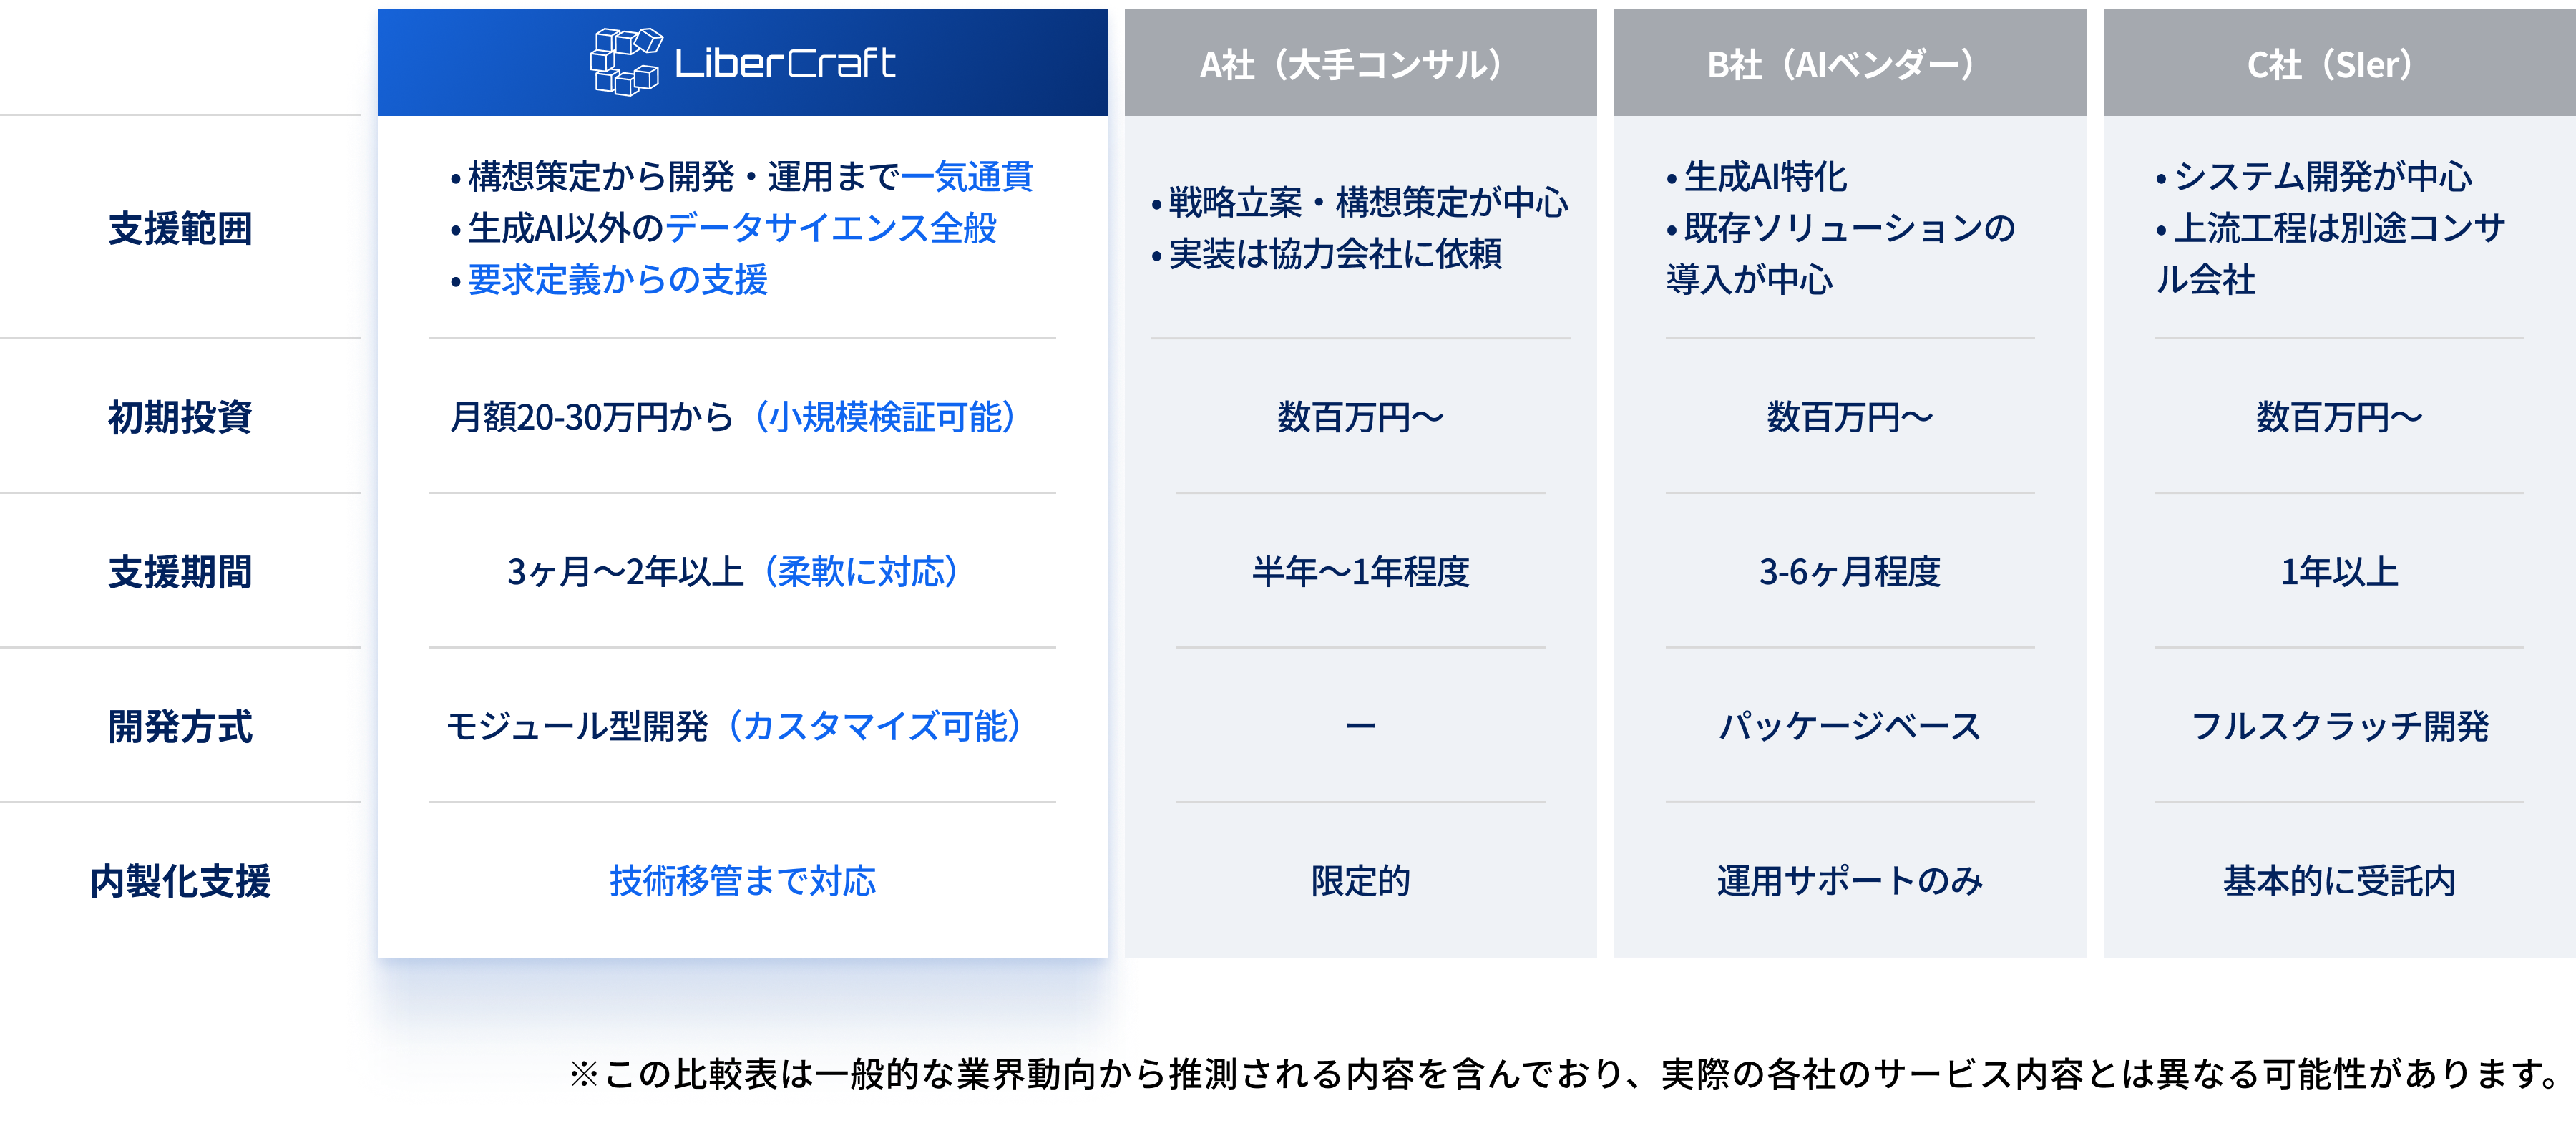 LiberCraft
A社（大手コンサル）
B社（AIベンダー）
C社（SIer）
支援範囲
• 構想策定から開発・運用まで一気通貫
• 生成AI以外のデータサイエンス全般
• 要求定義からの支援
• 戦略立案・構想策定が中心
• 実装は協力会社に依頼
• 生成AI特化
• 既存ソリューションの
導入が中心
• システム開発が中心
• 上流工程は別途コンサ
ル会社
初期投資
月額20-30万円から（小規模検証可能）
数百万円～
数百万円～
数百万円～
支援期間
3ヶ月～2年以上（柔軟に対応）
半年～1年程度
3-6ヶ月程度
1年以上
開発方式
モジュール型開発（カスタマイズ可能）
ー
パッケージベース
フルスクラッチ開発
内製化支援
技術移管まで対応
限定的
運用サポートのみ
基本的に受託内
※この比較表は一般的な業界動向から推測される内容を含んでおり、実際の各社のサービス内容とは異なる可能性があります。